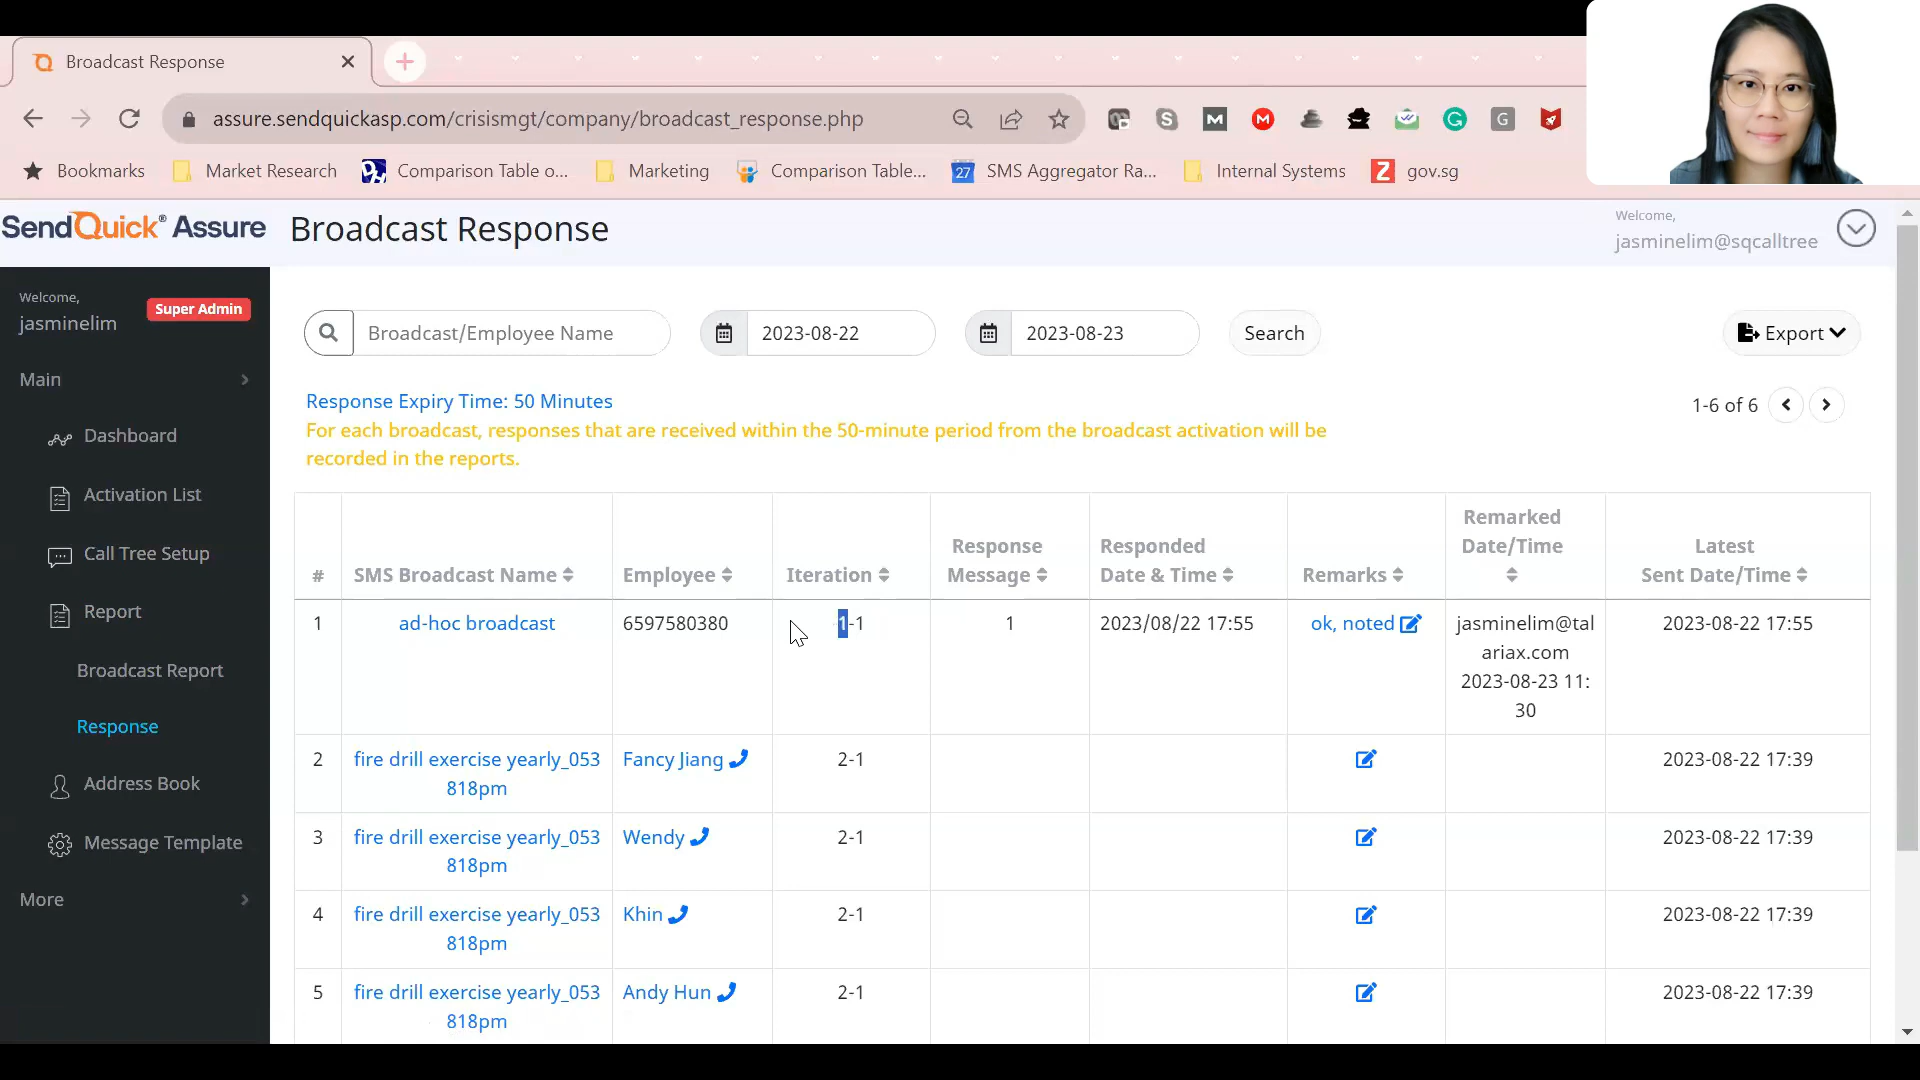 Broadcast Response
assure.sendquickasp.com/crisismgt/company/broadcast_response.php
Bookmarks Market Research Comparison Table o... Marketing Comparison Table... 27 SMS Aggregator Ra... Internal Systems gov.sg
SendQuick® Assure
Broadcast Response
Welcome,
jasminelim@sqcalltree
Welcome,
jasminelim
Super Admin
Main
Dashboard
Activation List
Call Tree Setup
Report
Broadcast Report
Response
Address Book
Message Template
More
Broadcast/Employee Name 2023-08-22 2023-08-23 Search Export
Response Expiry Time: 50 Minutes
1-6 of 6
For each broadcast, responses that are received within the 50-minute period from the broadcast activation will be
recorded in the reports.
# SMS Broadcast Name Employee Iteration Response Message Responded Date & Time Remarks Remarked Date/Time Latest Sent Date/Time
1 ad-hoc broadcast 6597580380 1-1 1 2023/08/22 17:55 ok, noted jasminelim@tal 2023-08-22 17:55
ariax.com
2023-08-23 11:
30
2 fire drill exercise yearly_053 Fancy Jiang 2-1 2023-08-22 17:39
818pm
3 fire drill exercise yearly_053 Wendy 2-1 2023-08-22 17:39
818pm
4 fire drill exercise yearly_053 Khin 2-1 2023-08-22 17:39
818pm
5 fire drill exercise yearly_053 Andy Hun 2-1 2023-08-22 17:39
818pm